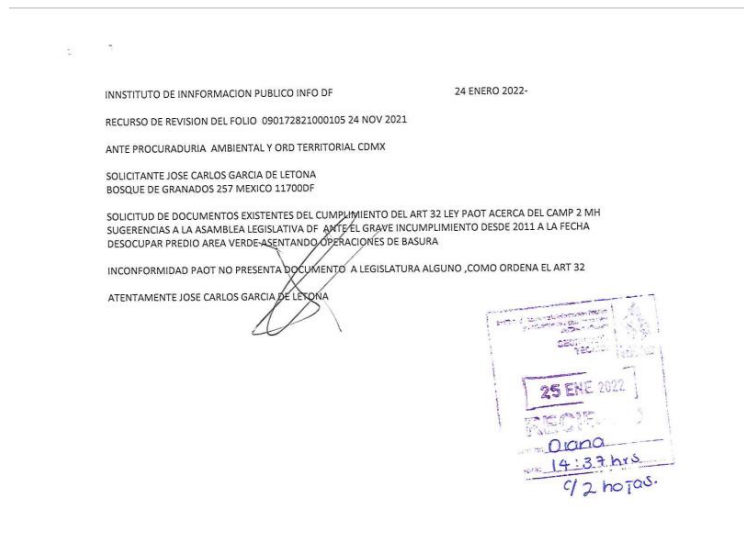 INNSTITUTO DE INNFORMACION PUBLICO INFO DF 24 ENERO 2022-
RECURSO DE REVISION DEL FOLIO 090172821000105 24 NOV 2021
ANTE PROCURADURIA AMBIENTAL Y ORD TERRITORIAL CDMX
SOLICITANTE JOSE CARLOS GARCIA DE LETONA
BOSQUE DE GRANADOS 257 MEXICO 11700DF
SOLICITUD DE DOCUMENTOS EXISTENTES DEL CUMPLIMIENTO DEL ART 32 LEY PAOT ACERCA DEL CAMP 2 MH
SUGERENCIAS A LA ASAMBLEA LEGISLATIVA DF ANTE EL GRAVE INCUMPLIMIENTO DESDE 2011 A LA FECHA
DESOCUPAR PREDIO AREA VERDE-ASENTANDO OPERACIONES DE BASURA
INCONFORMIDAD PAOT NO PRESENTA DOCUMENTO A LEGISLATURA ALGUNO ,COMO ORDENA EL ART 32
ATENTAMENTE JOSE CARLOS GARCIA DE LETONA
25 ENE 2022
Diana
14:37 hrs
c/2 hojas.